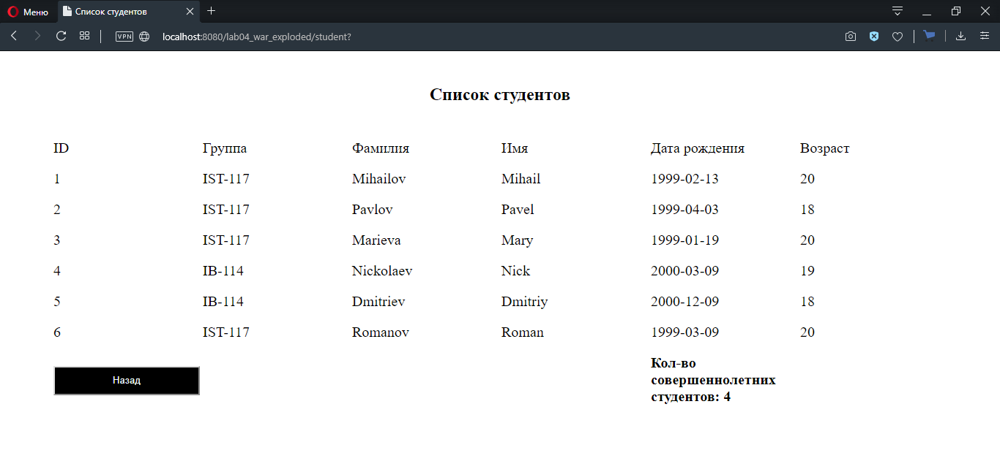 Меню
Список студентов
VPN
localhost:8080/lab04_war_exploded/student?
Список студентов
ID Группа Фамилия Имя Дата рождения Возраст
1 IST-117 Mihailov Mihail 1999-02-13 20
2 IST-117 Pavlov Pavel 1999-04-03 18
3 IST-117 Marieva Mary 1999-01-19 20
4 IB-114 Nickolaev Nick 2000-03-09 19
5 IB-114 Dmitriev Dmitriy 2000-12-09 18
6 IST-117 Romanov Roman 1999-03-09 20
Назад
Кол-во
совершеннолетних
студентов: 4